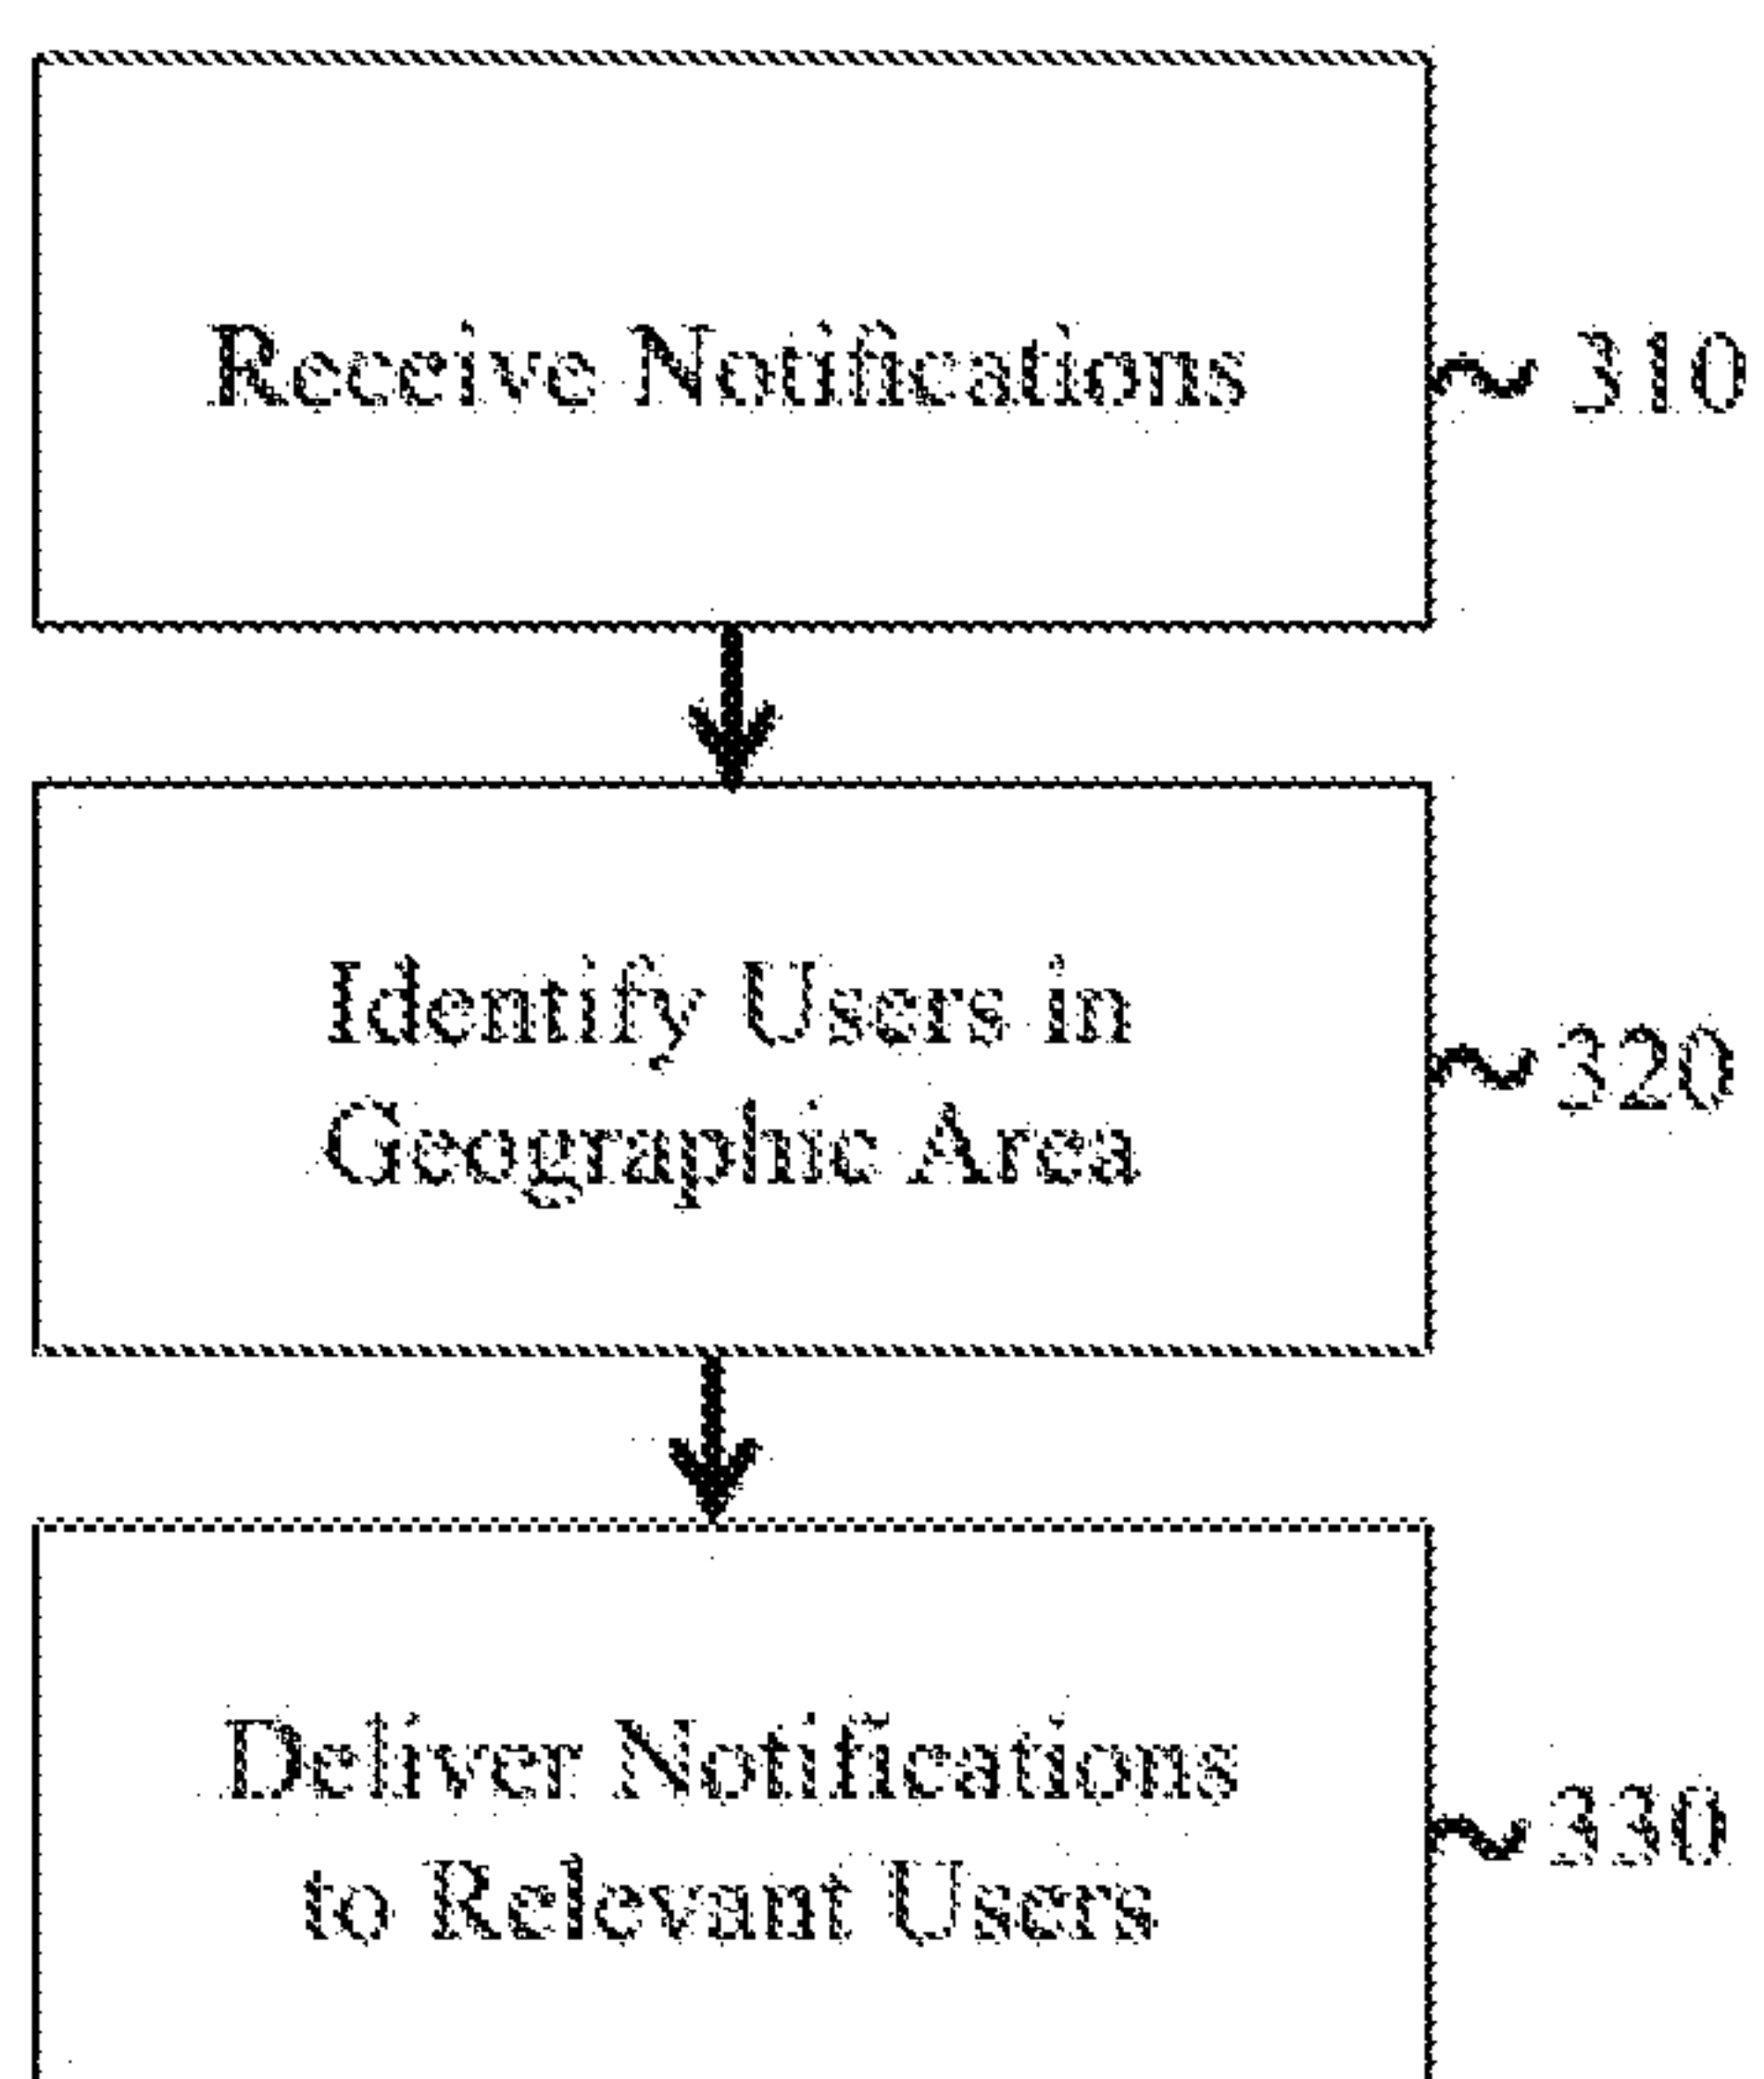 Receive Notifications
310
Identify Users in
Geographic Area
320
Deliver Notifications
to Relevant Users
330